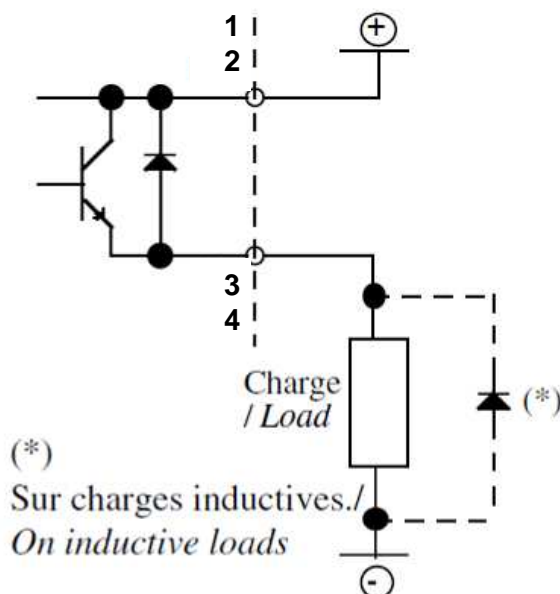 1
2
+
3
4
Charge
/ Load
(*)
(*)
Sur charges inductives./
On inductive loads
-